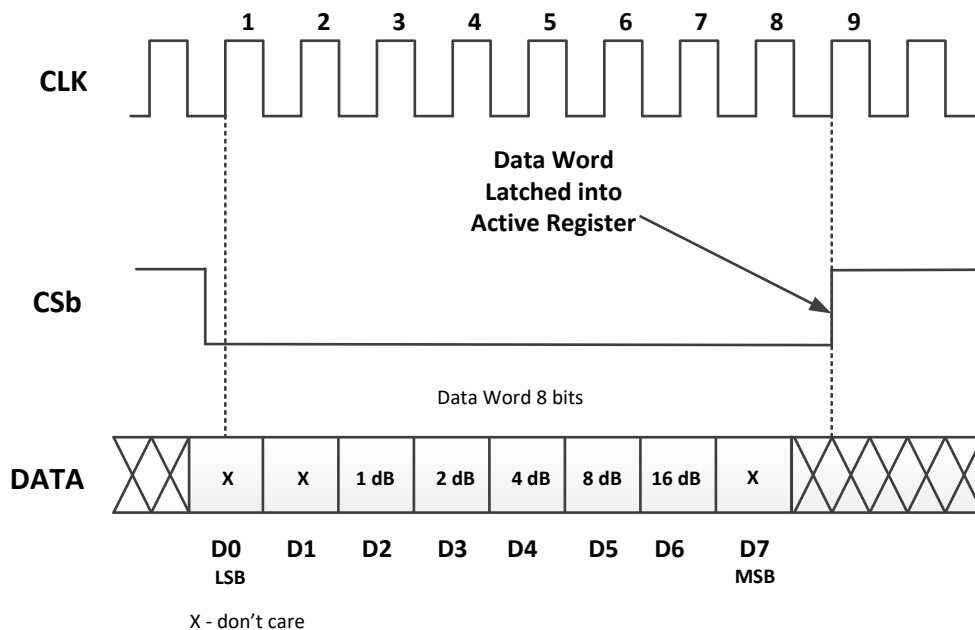 1 2 3 4 5 6 7 8 9
CLK
Data Word
Latched into
Active Register
CSb
Data Word 8 bits
DATA X X 1 dB 2 dB 4 dB 8 dB 16 dB X
D0 D1 D2 D3 D4 D5 D6 D7
LSB MSB
X - don’t care